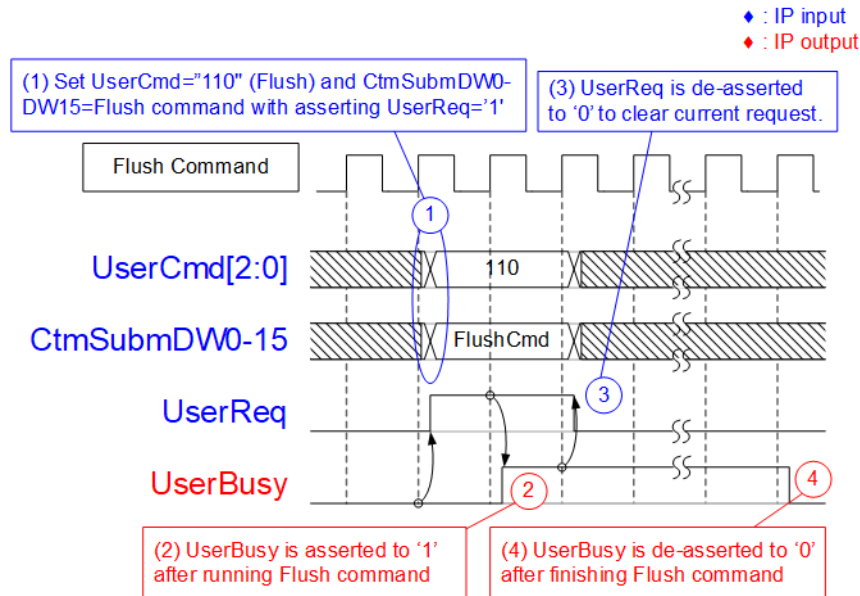 ♦ : IP input
♦ : IP output
(1) Set UserCmd=”110" (Flush) and CtmSubmDW0-
DW15=Flush command with asserting UserReq=’1'
(3) UserReq is de-asserted
to ‘0’ to clear current request.
Flush Command
1
UserCmd[2:0]
110
CtmSubmDW0-15
FlushCmd
3
UserReq
UserBusy
2
4
(2) UserBusy is asserted to ‘1’
after running Flush command
(4) UserBusy is de-asserted to ‘0’
after finishing Flush command